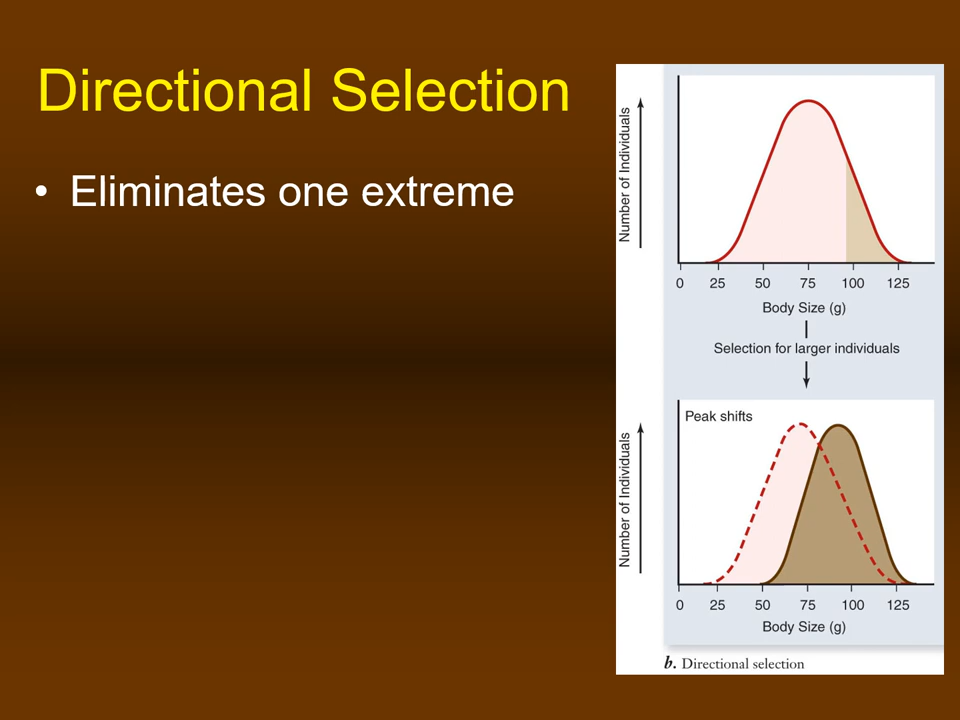 Directional Selection
• Eliminates one extreme
Number of Individuals
0 25 50 75 100 125
Body Size (g)
Selection for larger individuals
Peak shifts
Number of Individuals
0 25 50 75 100 125
Body Size (g)
b. Directional selection